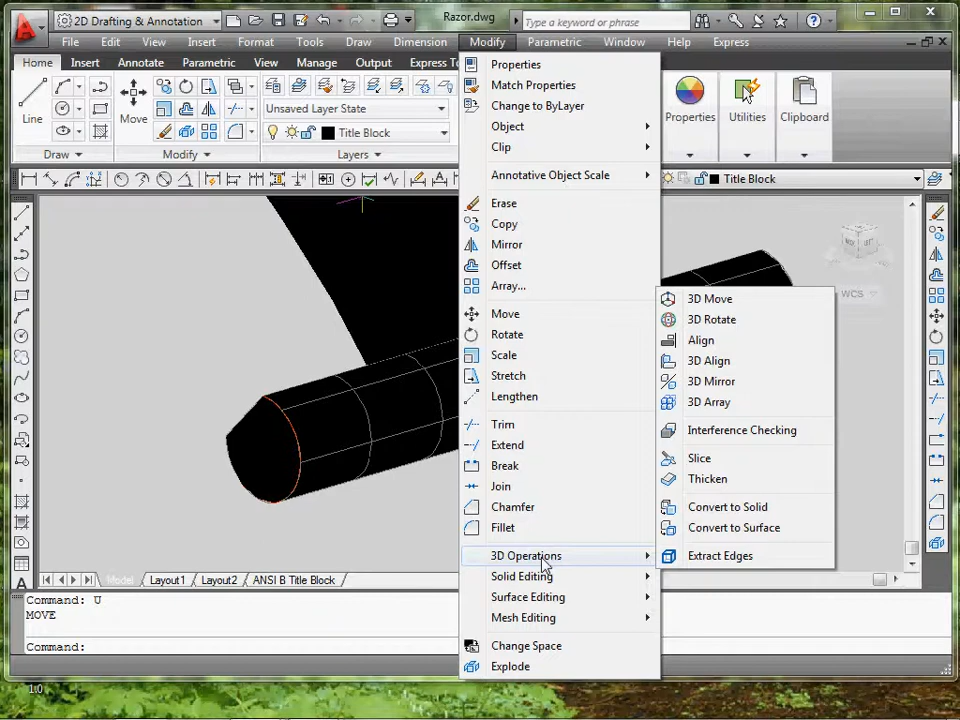 2D Drafting & Annotation
Razor.dwg
Type a keyword or phrase
File Edit View Insert Format Tools Draw Dimension Modify Parametric Window Help Express
Home Insert Annotate Parametric View Manage Output Express To
Line
Move
Unsaved Layer State
Title Block
Properties
Utilities
Clipboard
Draw
Modify
Layers
Title Block
Properties
Match Properties
Change to ByLayer
Object
Clip
Annotative Object Scale
Erase
Copy
Mirror
Offset
Array...
Move
Rotate
Scale
Stretch
Lengthen
Trim
Extend
Break
Join
Chamfer
Fillet
3D Operations
Solid Editing
Surface Editing
Mesh Editing
Change Space
Explode
3D Move
3D Rotate
Align
3D Align
3D Mirror
3D Array
Interference Checking
Slice
Thicken
Convert to Solid
Convert to Surface
Extract Edges
WCS
Model Layout1 Layout2 ANSI B Title Block
Command: U
MOVE
Command:
1.0